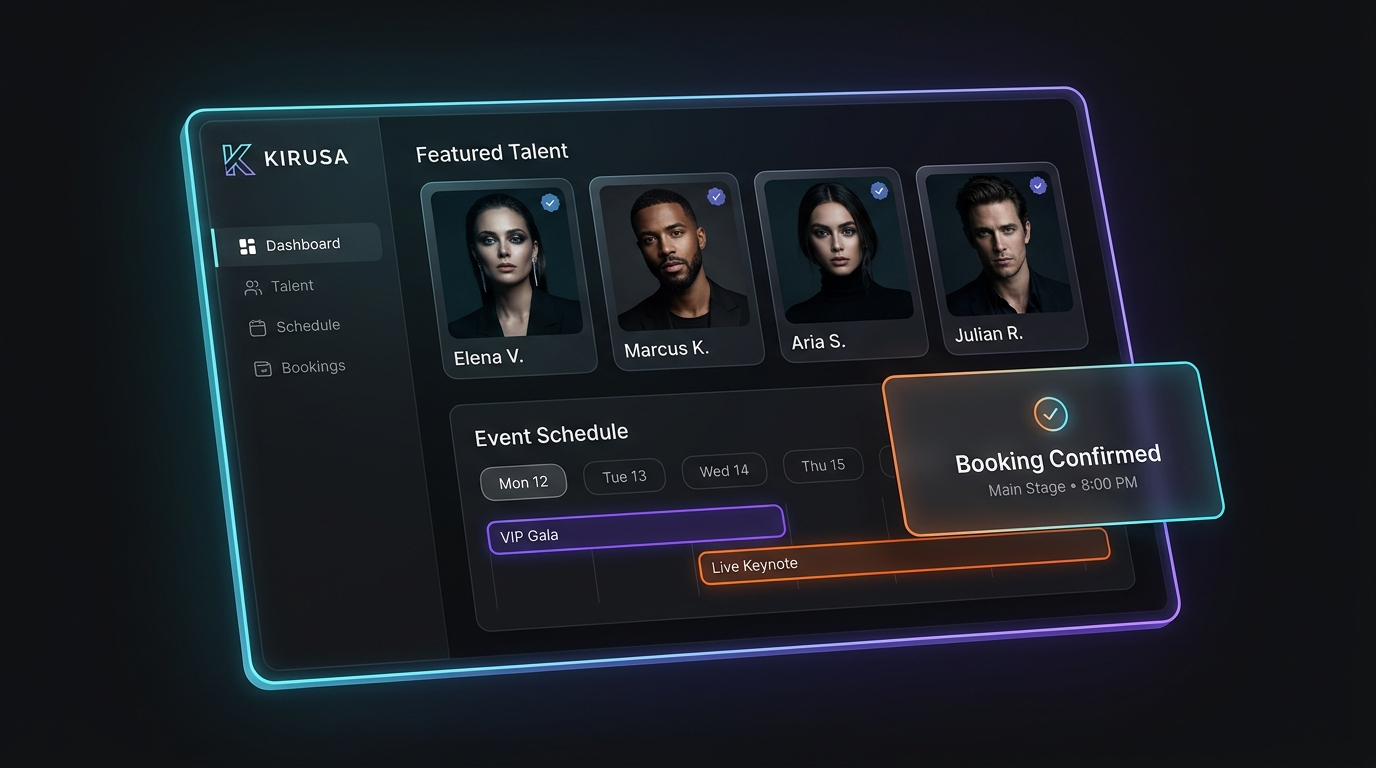 KIRUSA
Dashboard
Talent
Schedule
Bookings
Featured Talent
Elena V.
Marcus K.
Aria S.
Julian R.
Event Schedule
Mon 12
Tue 13
Wed 14
Thu 15
VIP Gala
Live Keynote
Booking Confirmed
Main Stage • 8:00 PM